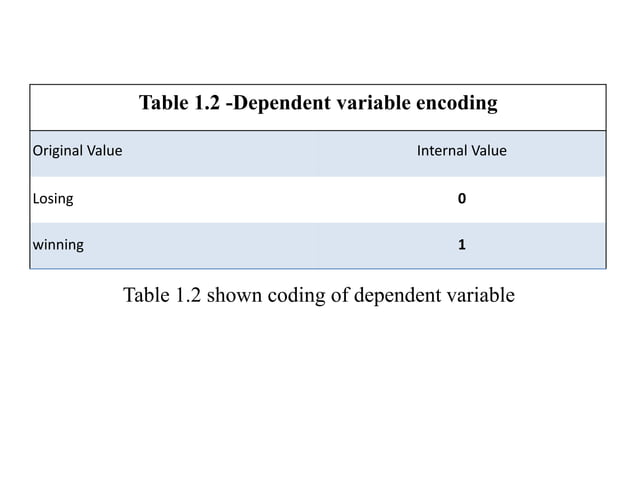 Table 1.2 -Dependent variable encoding
Original Value Internal Value
Losing 0
winning 1
Table 1.2 shown coding of dependent variable